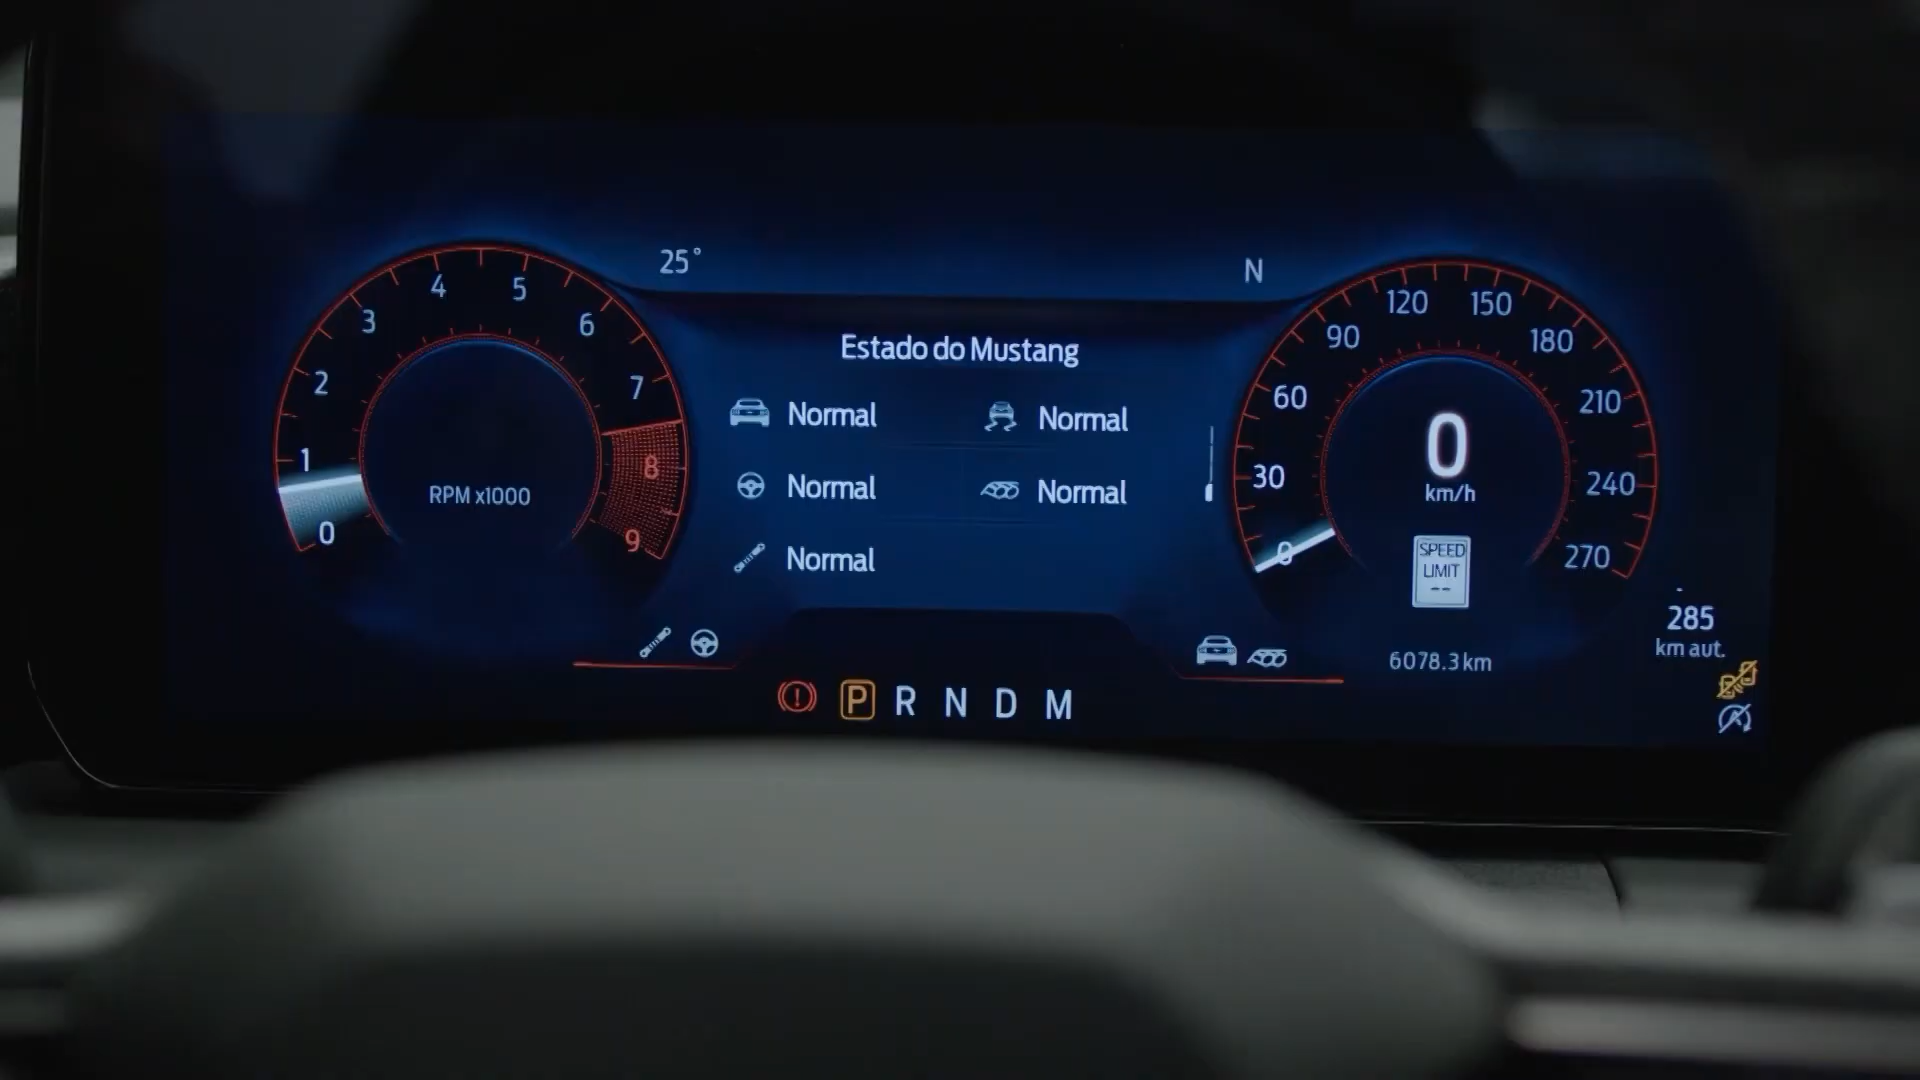 25°
N
Estado do Mustang
Normal
Normal
Normal
Normal
Normal
0
1
2
3
4
5
6
7
8
9
RPM x1000
0
30
60
90
120
150
180
210
240
270
0
km/h
SPEED
LIMIT
--
6078.3 km
285
km aut.
P R N D M